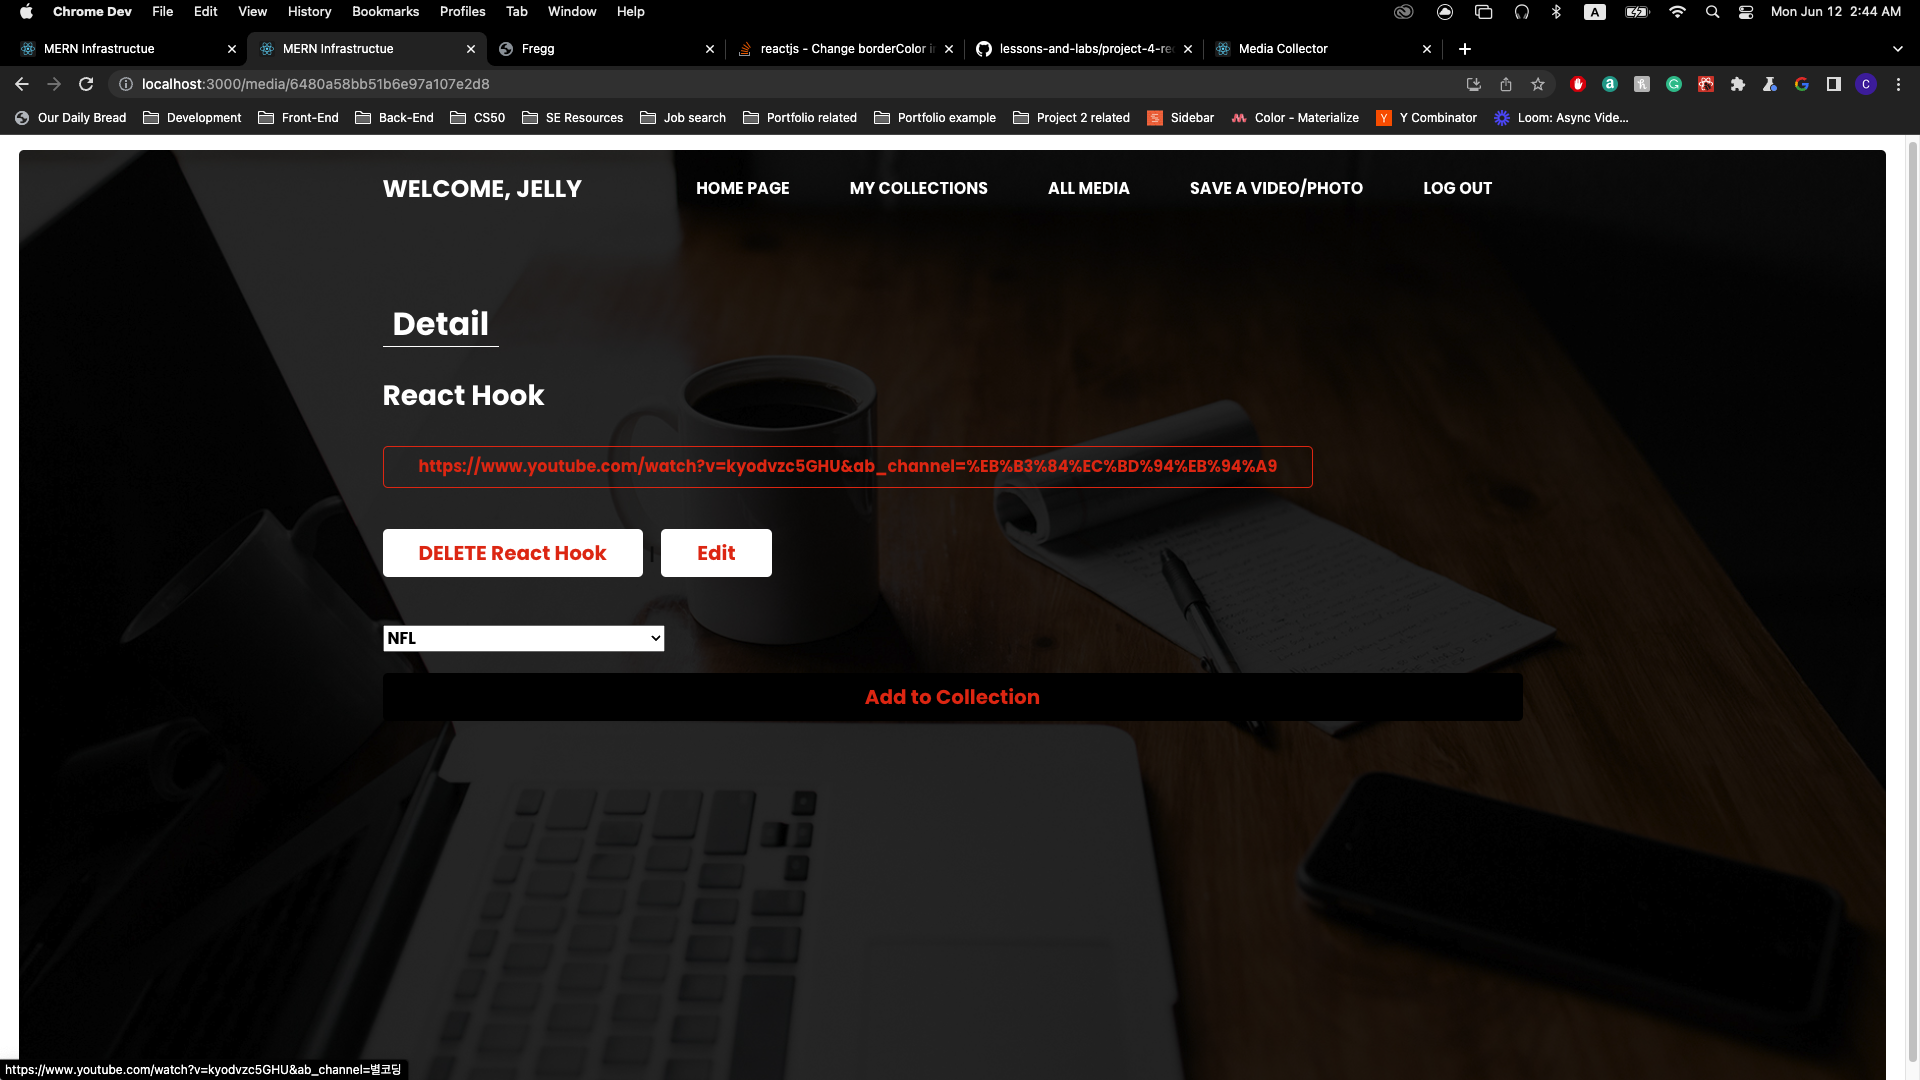 Chrome Dev File Edit View History Bookmarks Profiles Tab Window Help A Mon Jun 12 2:44 AM
MERN Infrastructue MERN Infrastructue Fregg reactjs - Change borderColor i lessons-and-labs/project-4-re Media Collector
localhost:3000/media/6480a58bb51b6e97a107e2d8
Our Daily Bread Development Front-End Back-End CS50 SE Resources Job search Portfolio related Portfolio example Project 2 related Sidebar Color - Materialize Y Combinator Loom: Async Vide...
WELCOME, JELLY HOME PAGE MY COLLECTIONS ALL MEDIA SAVE A VIDEO/PHOTO LOG OUT
Detail
React Hook
https://www.youtube.com/watch?v=kyodvzc5GHU&ab_channel=%EB%B3%84%EC%BD%94%EB%94%A9
DELETE React Hook | Edit
NFL
Add to Collection
https://www.youtube.com/watch?v=kyodvzc5GHU&ab_channel=별코딩